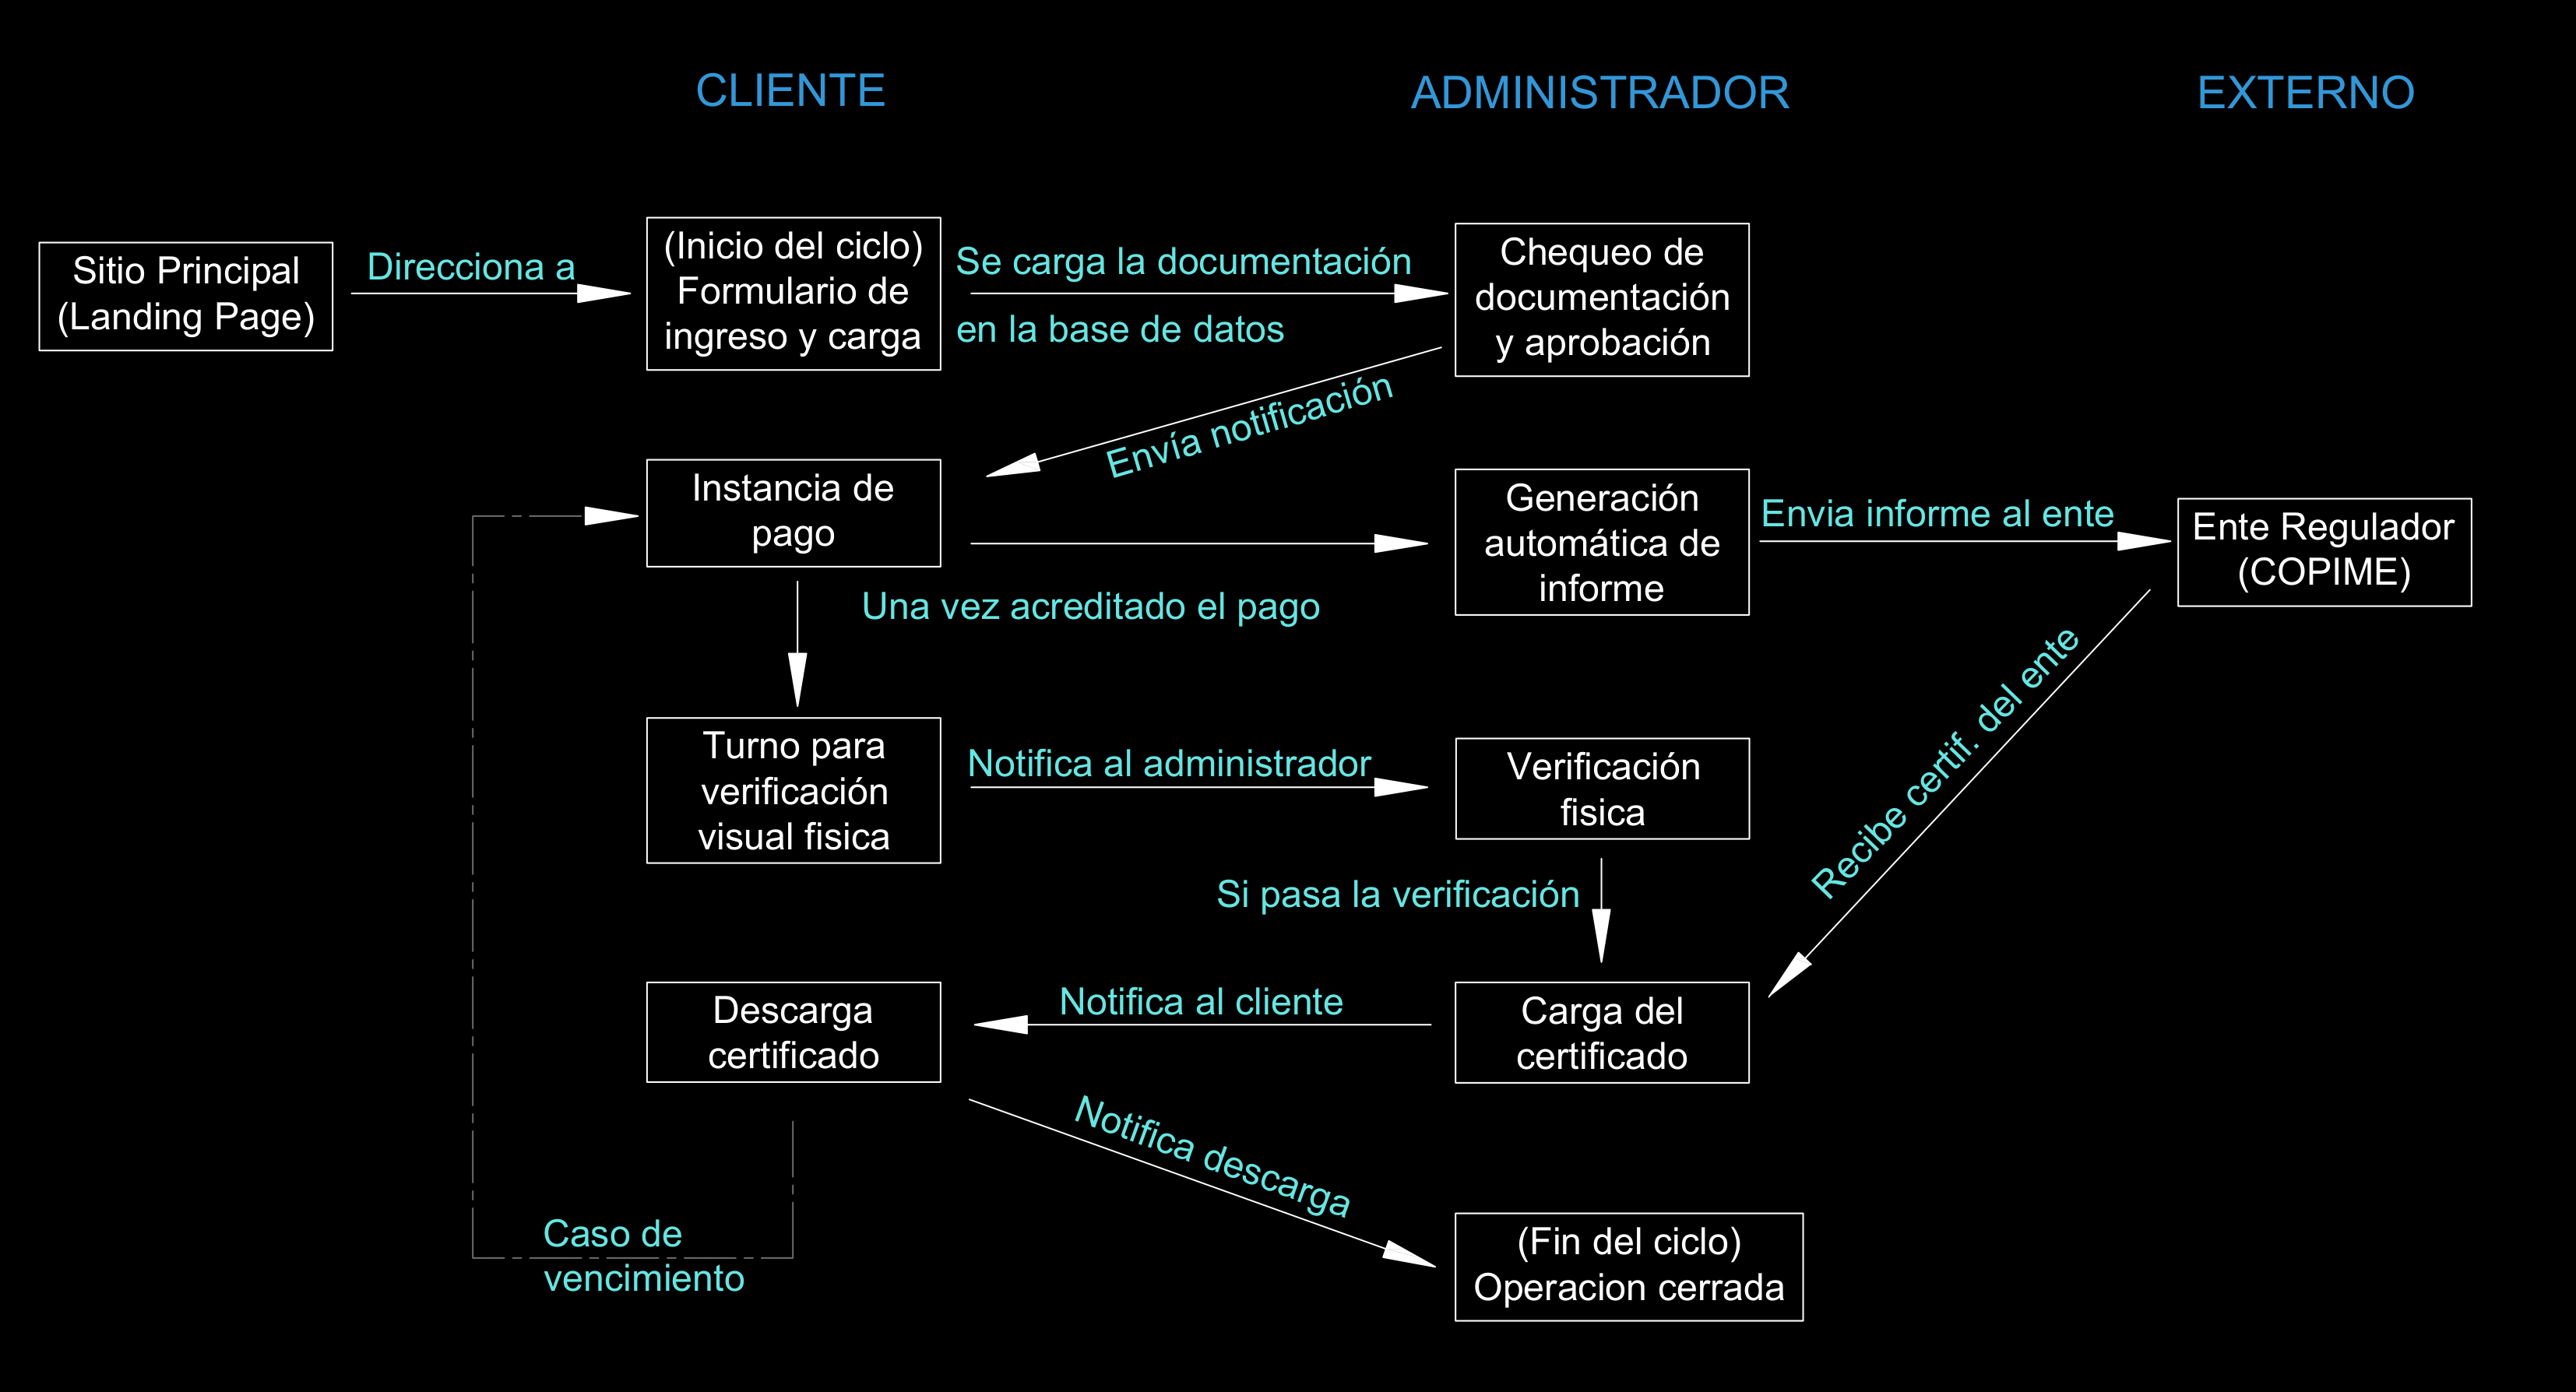 CLIENTE
ADMINISTRADOR
EXTERNO
Sitio Principal
(Landing Page)
Direcciona a
(Inicio del ciclo)
Formulario de
ingreso y carga
Se carga la documentación
en la base de datos
Chequeo de
documentación
y aprobación
Envía notificación
Instancia de
pago
Una vez acreditado el pago
Generación
automática de
informe
Envia informe al ente
Ente Regulador
(COPIME)
Turno para
verificación
visual fisica
Notifica al administrador
Verificación
fisica
Recibe certif. del ente
Si pasa la verificación
Descarga
certificado
Notifica al cliente
Carga del
certificado
Notifica descarga
Caso de
vencimiento
(Fin del ciclo)
Operacion cerrada